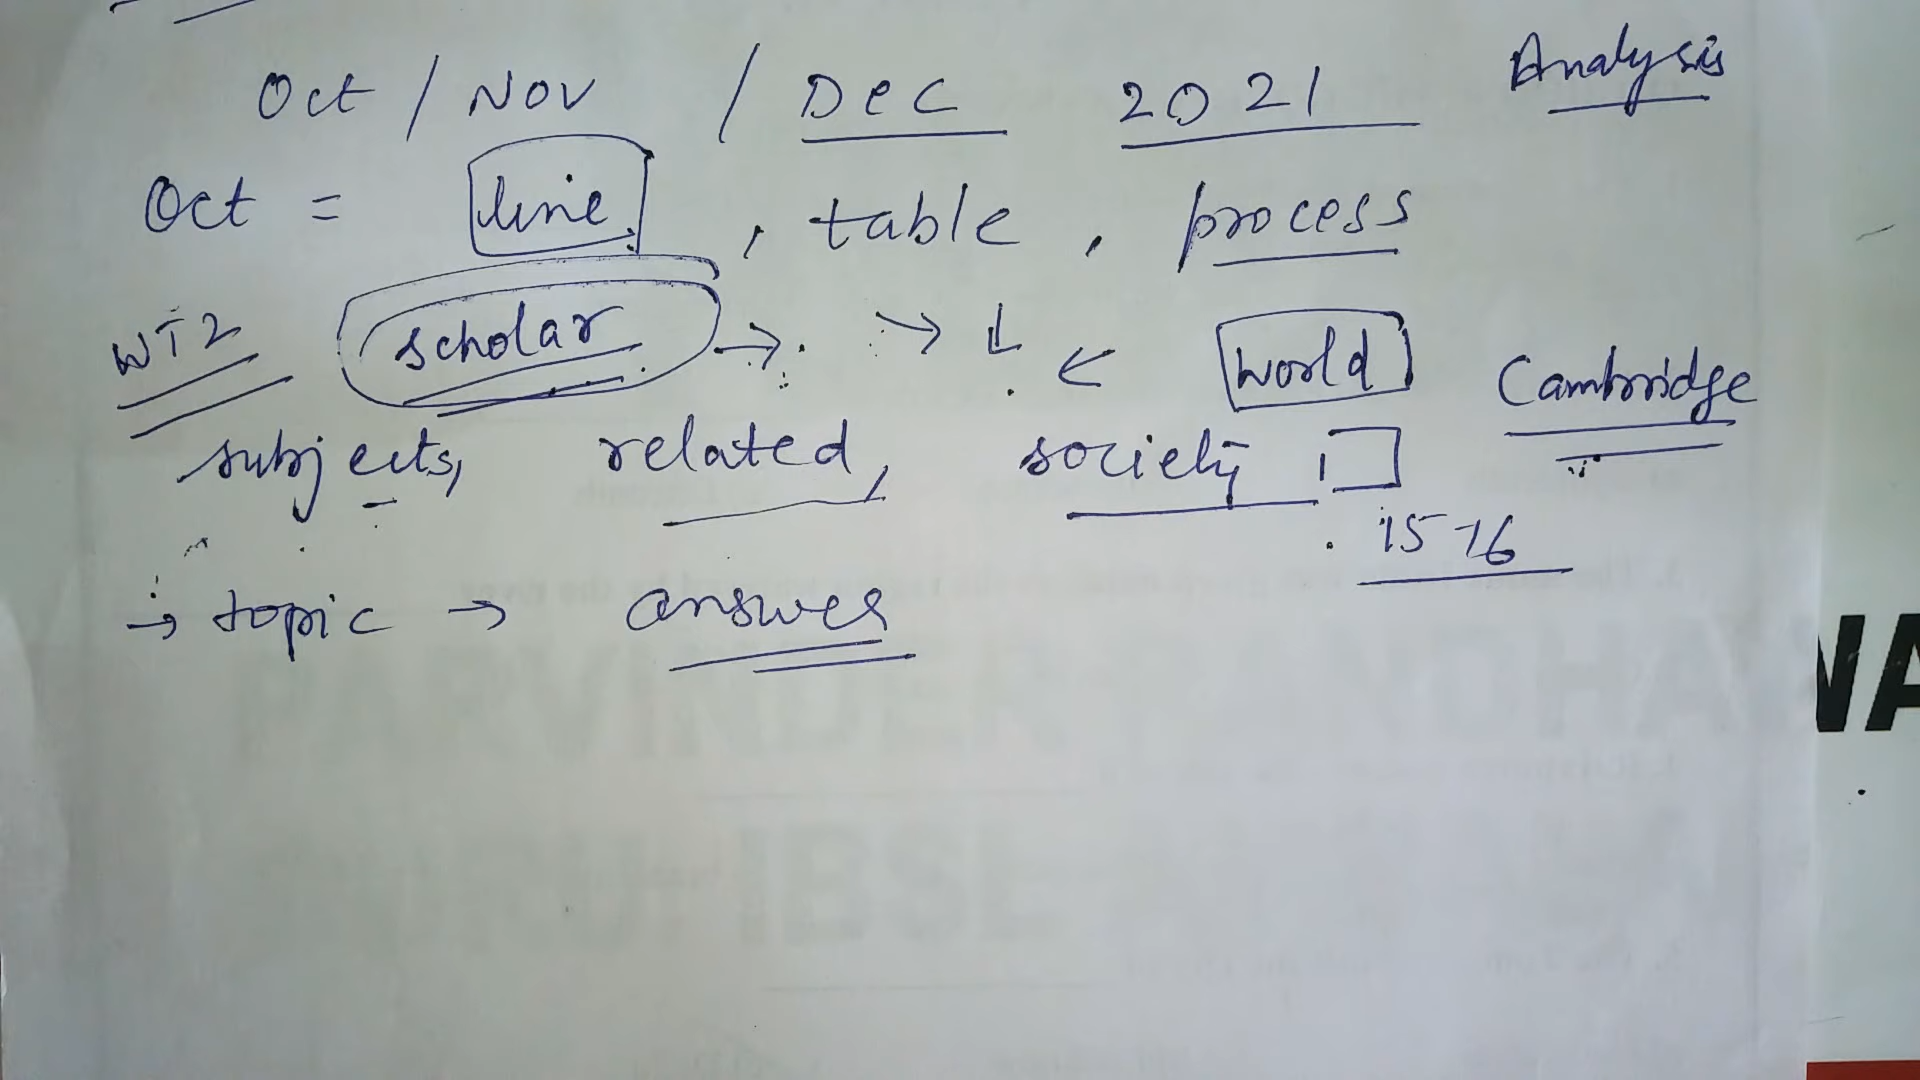 Oct / Nov / Dec 2021 Analysis
Oct = line, table, process
WT2 scholar → → ↓ ← world Cambridge
subjects, related, society
15 16
→ topic → answer